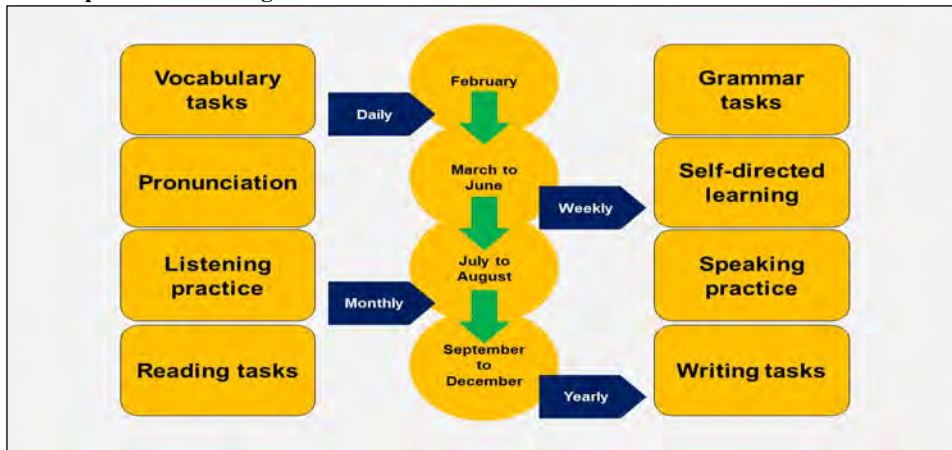 Vocabulary
tasks
Pronunciation
Listening
practice
Reading tasks
Daily
Monthly
February
March to
June
July to
August
September
to
December
Weekly
Yearly
Grammar
tasks
Self-directed
learning
Speaking
practice
Writing tasks